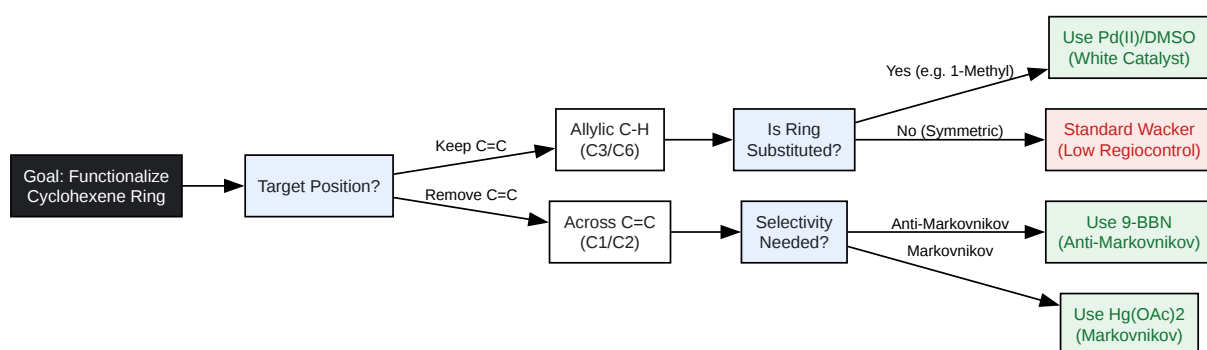 Goal: Functionalize
Cyclohexene Ring
Target Position?
Keep C=C
Remove C=C
Allylic C-H
(C3/C6)
Is Ring
Substituted?
Yes (e.g. 1-Methyl)
No (Symmetric)
Use Pd(II)/DMSO
(White Catalyst)
Standard Wacker
(Low Regiocontrol)
Across C=C
(C1/C2)
Selectivity
Needed?
Anti-Markovnikov
Markovnikov
Use 9-BBN
(Anti-Markovnikov)
Use Hg(OAc)2
(Markovnikov)